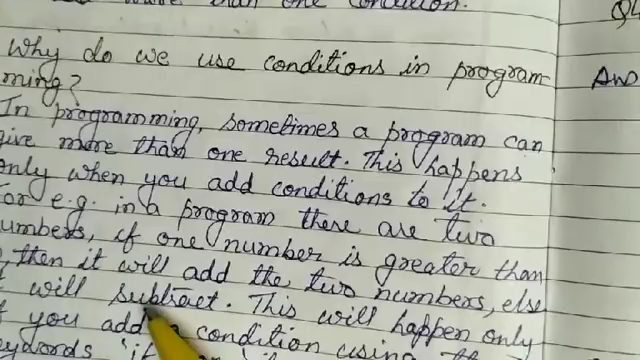 than one condition.
Q4
Why do we use conditions in program
Ans
ming?
In programming, sometimes a program can
give more than one result. This happens
only when you add conditions to it.
For e.g. in a program there are two
numbers, if one number is greater than
then it will add the two numbers, else
will subtract. This will happen only
you add a condition using the
keywords 'if